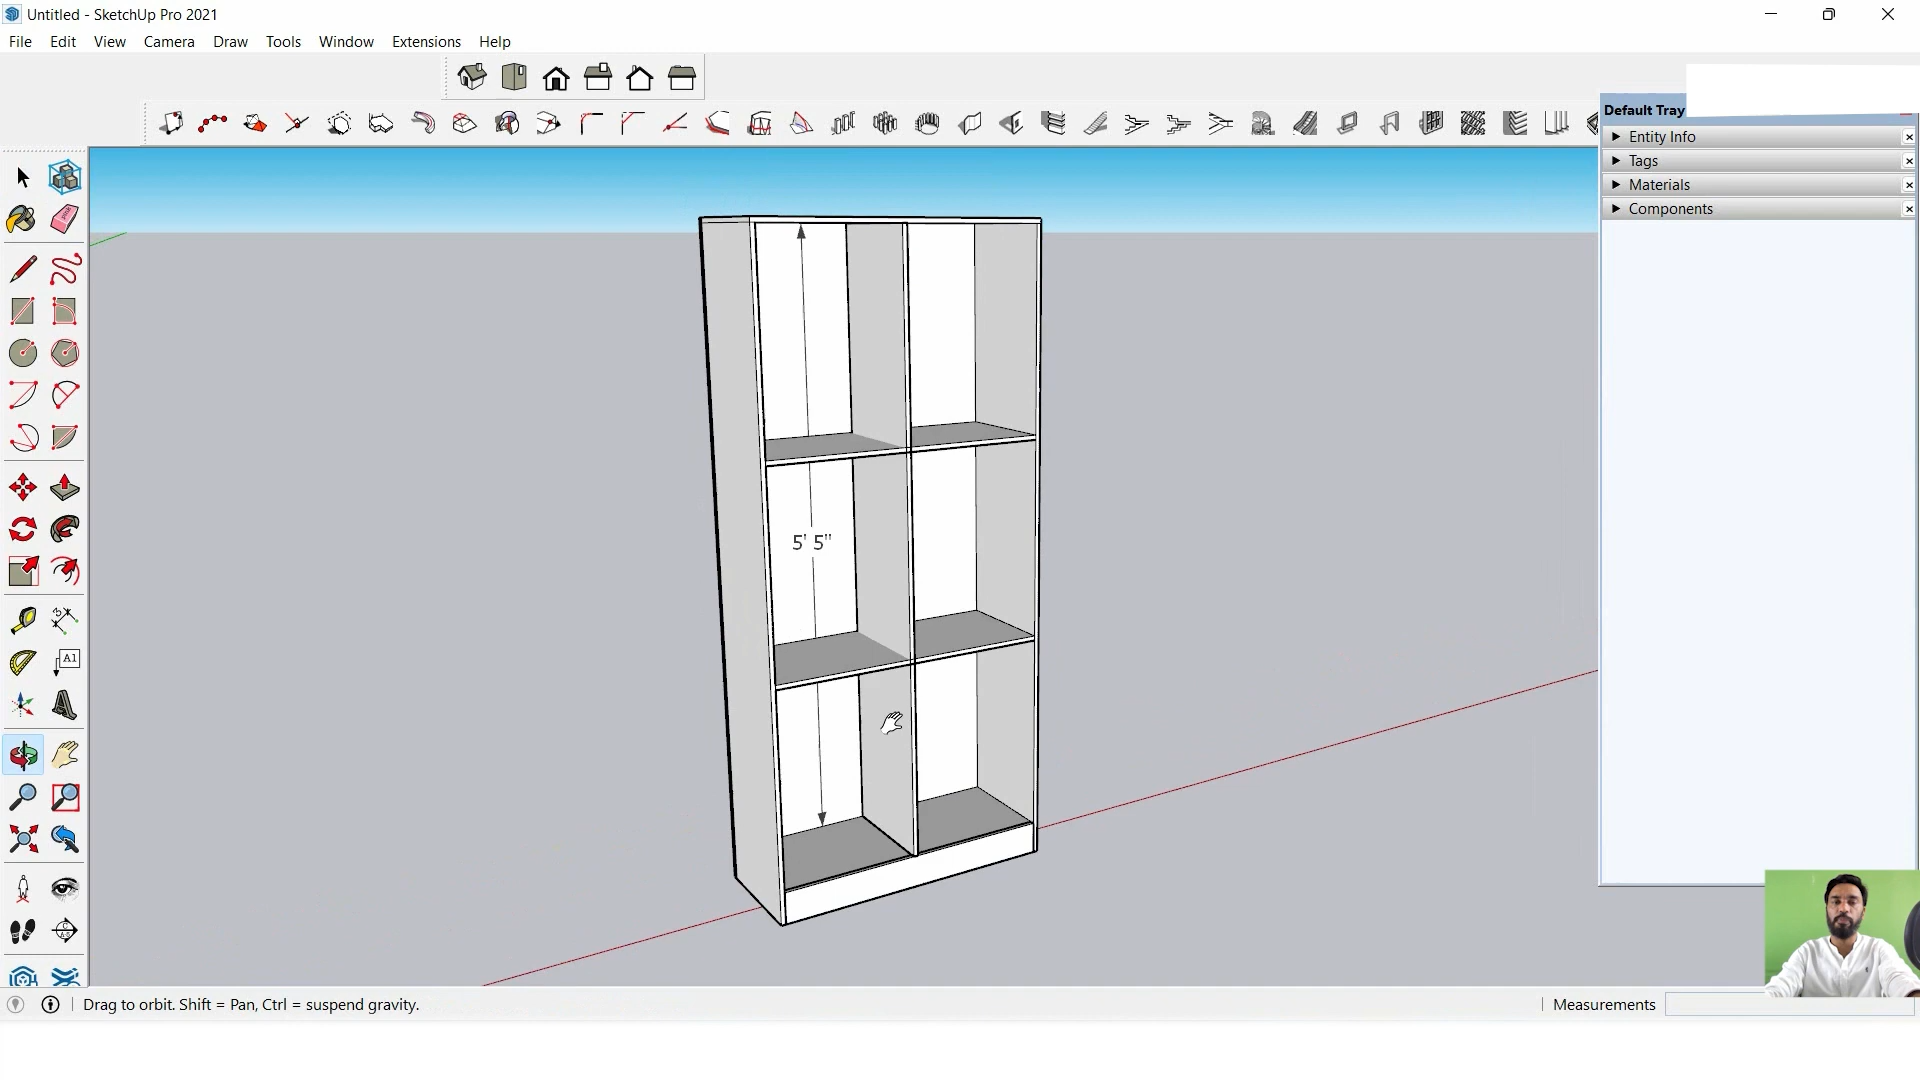 Untitled - SketchUp Pro 2021
File Edit View Camera Draw Tools Window Extensions Help
Default Tray
Entity Info
Tags
Materials
Components
5' 5"
A1
Drag to orbit. Shift = Pan, Ctrl = suspend gravity.
Measurements